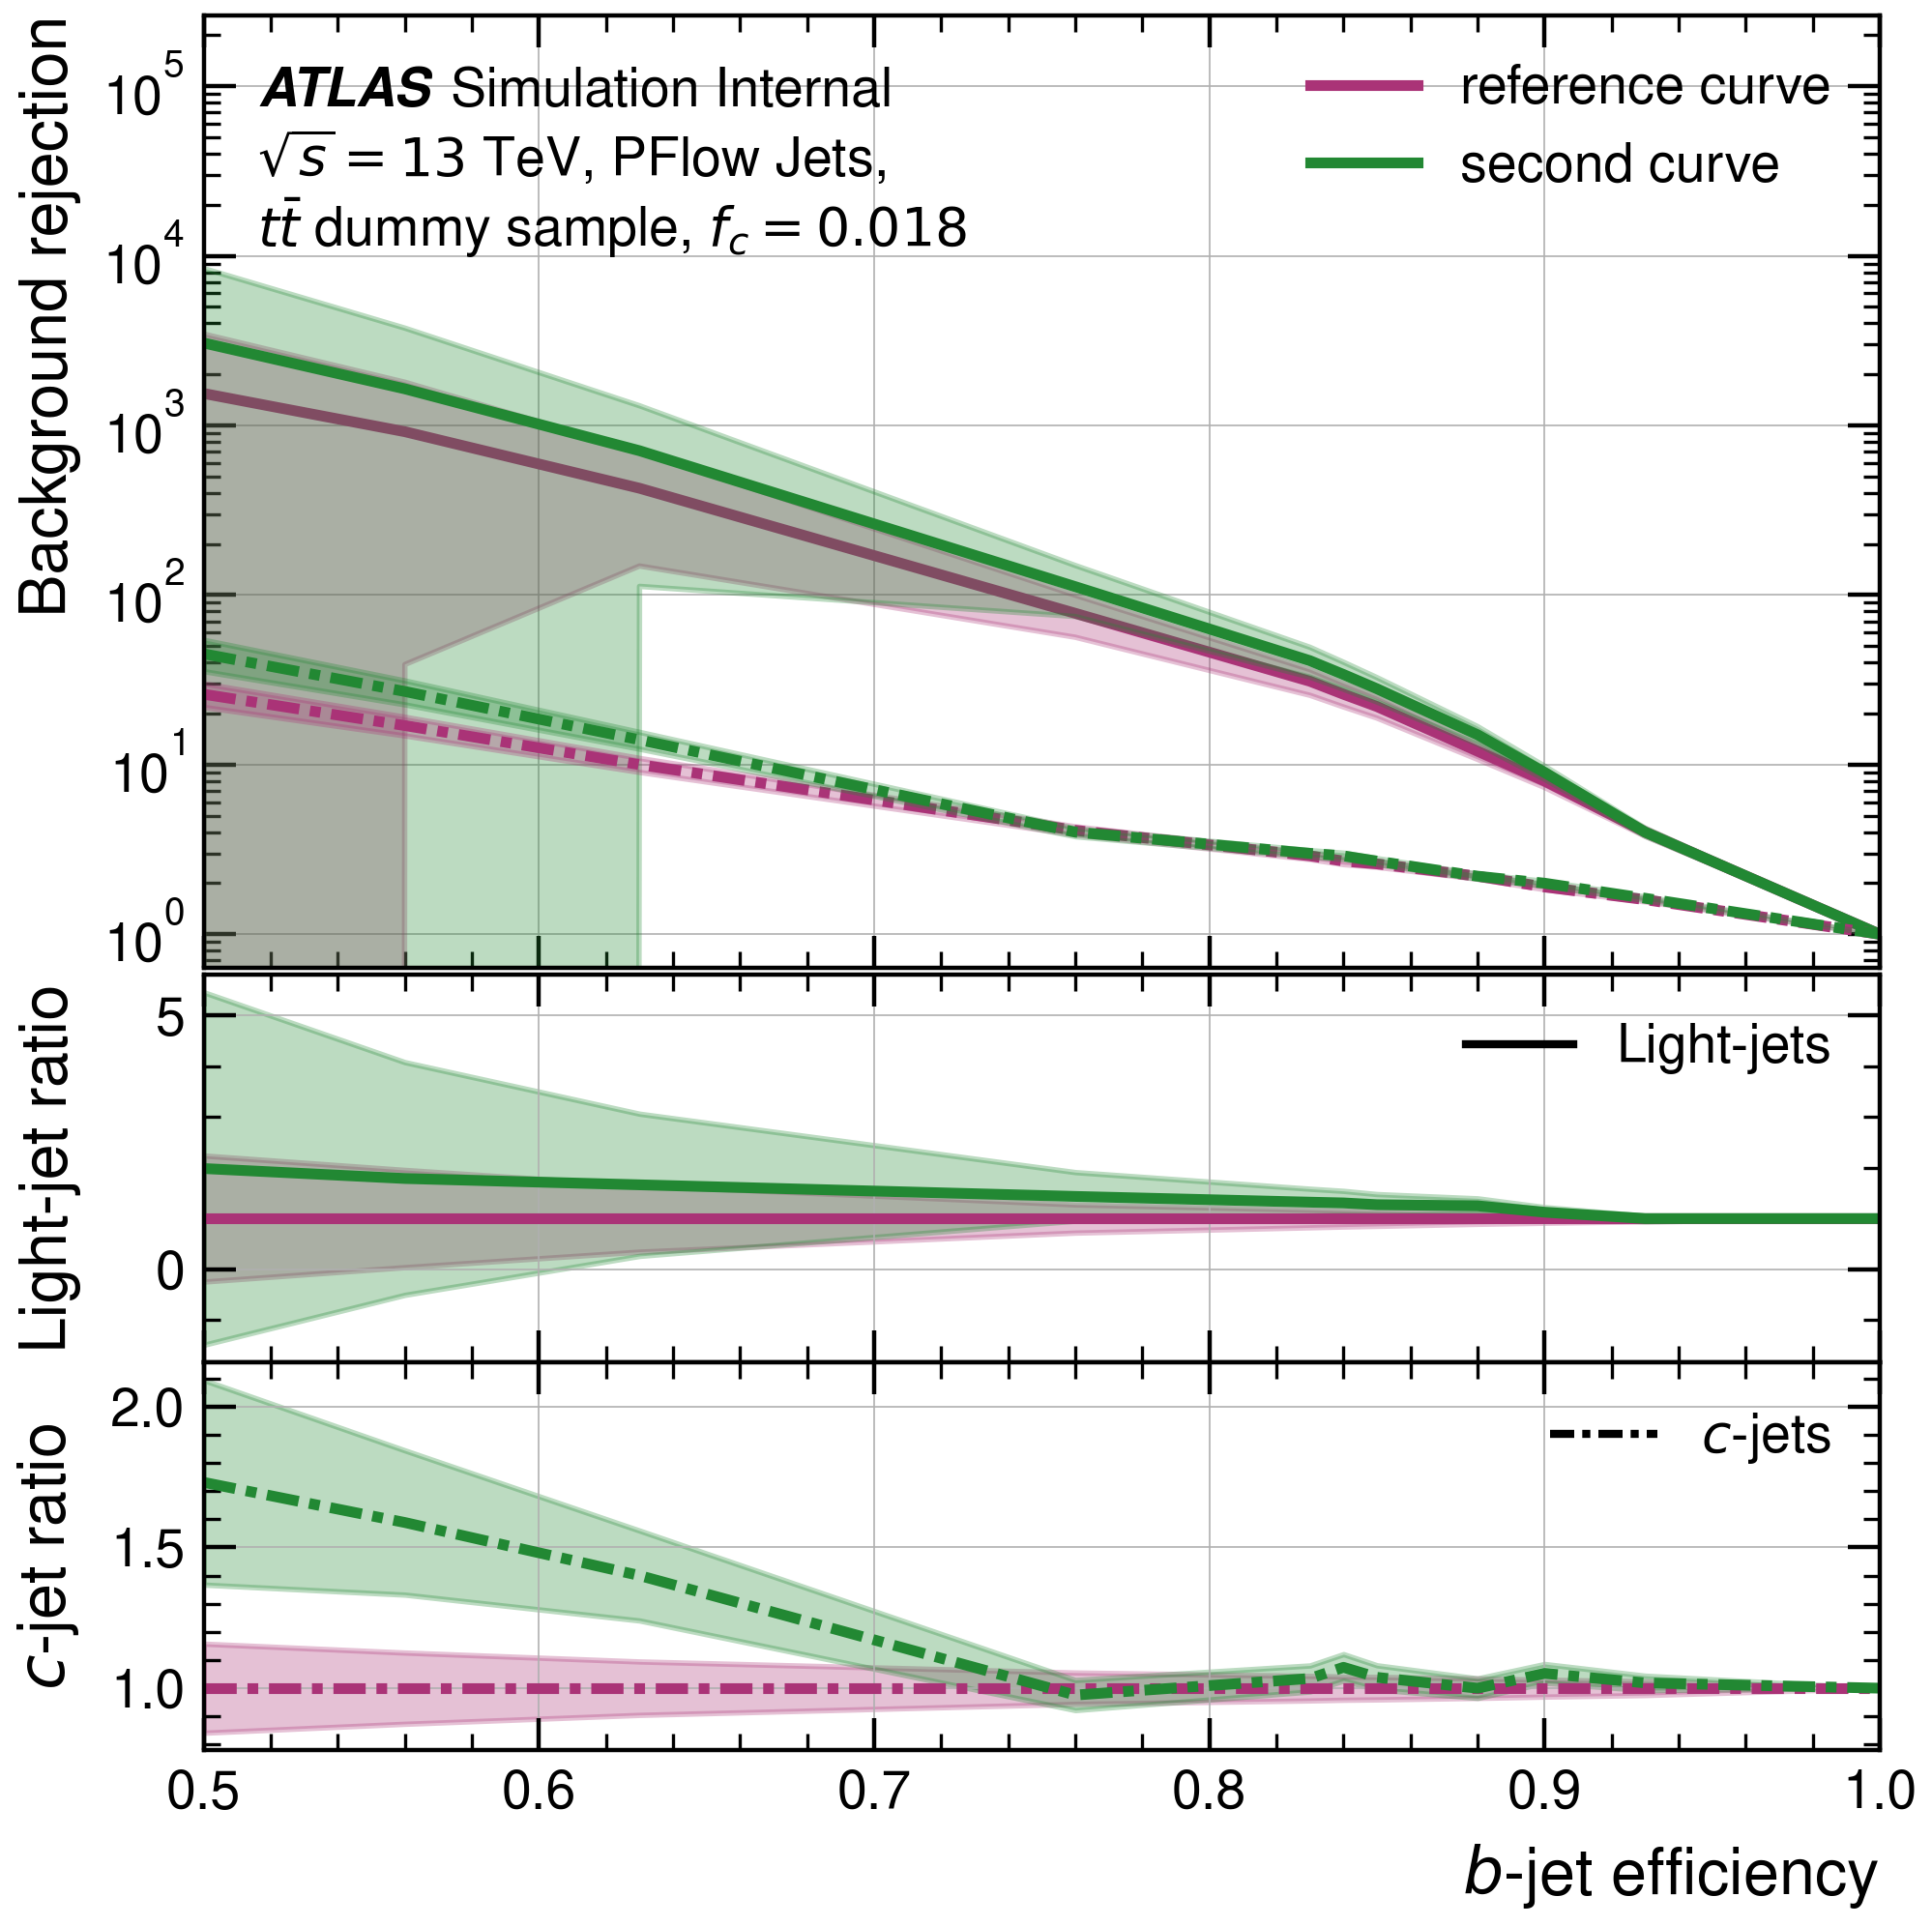 Background rejection
10^5
10^4
10^3
10^2
10^1
10^0
ATLAS Simulation Internal
√s = 13 TeV, PFlow Jets,
tt̄ dummy sample, f_c = 0.018
reference curve
second curve
Light-jet ratio
5
0
Light-jets
c-jet ratio
2.0
1.5
1.0
c-jets
0.5 0.6 0.7 0.8 0.9 1.0
b-jet efficiency